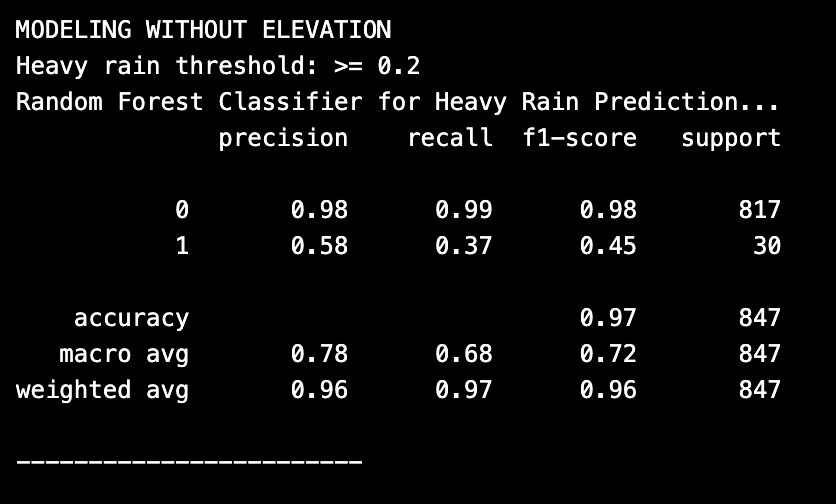 MODELING WITHOUT ELEVATION
Heavy rain threshold: >= 0.2
Random Forest Classifier for Heavy Rain Prediction...
              precision    recall  f1-score   support

           0       0.98      0.99      0.98       817
           1       0.58      0.37      0.45        30

    accuracy                           0.97       847
   macro avg       0.78      0.68      0.72       847
weighted avg       0.96      0.97      0.96       847

------------------------